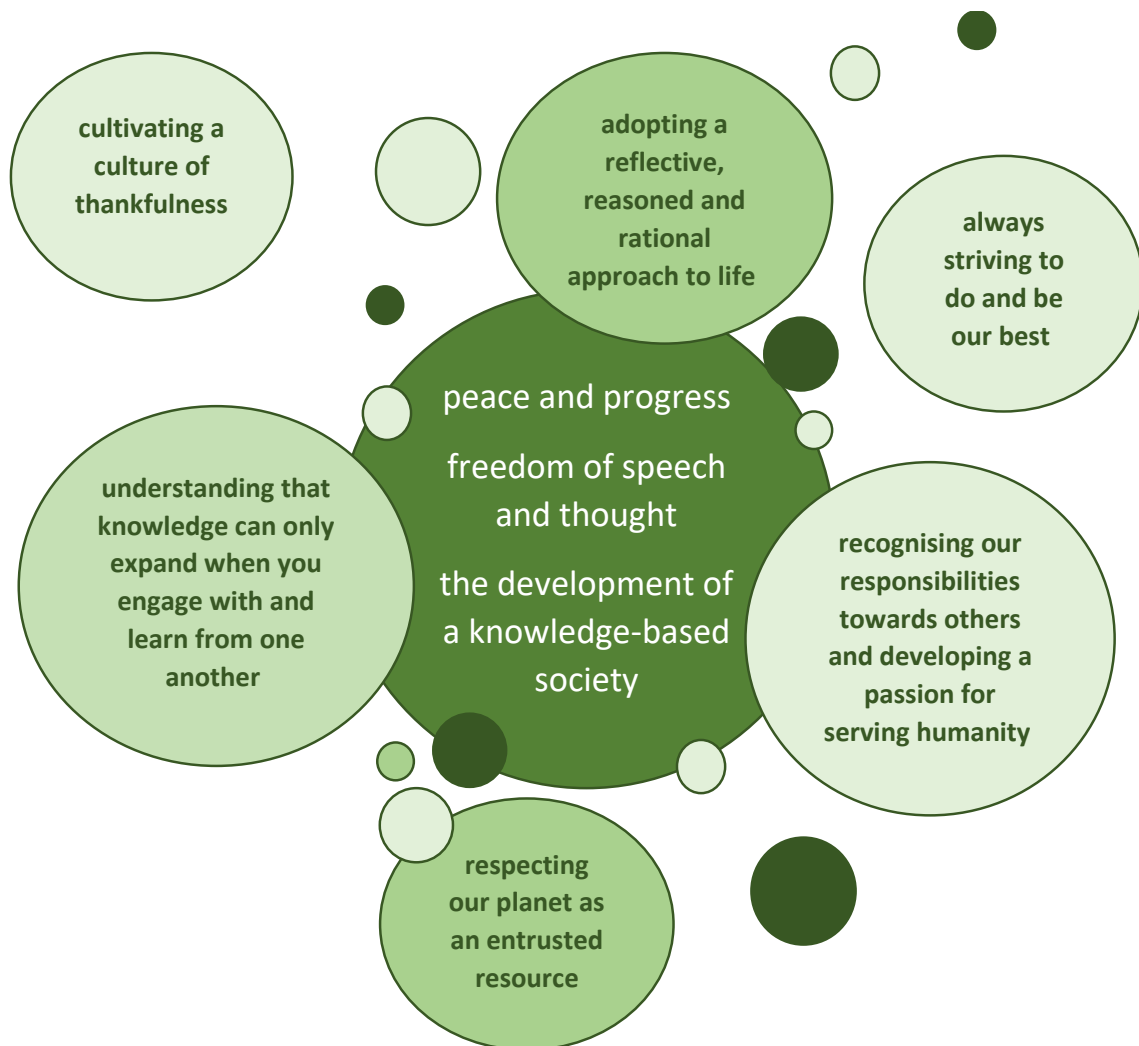 cultivating a
culture of
thankfulness
adopting a
reflective,
reasoned and
rational
approach to life
always
striving to
do and be
our best
peace and progress
freedom of speech
and thought
the development of
a knowledge-based
society
understanding that
knowledge can only
expand when you
engage with and
learn from one
another
recognising our
responsibilities
towards others
and developing a
passion for
serving humanity
respecting
our planet as
an entrusted
resource